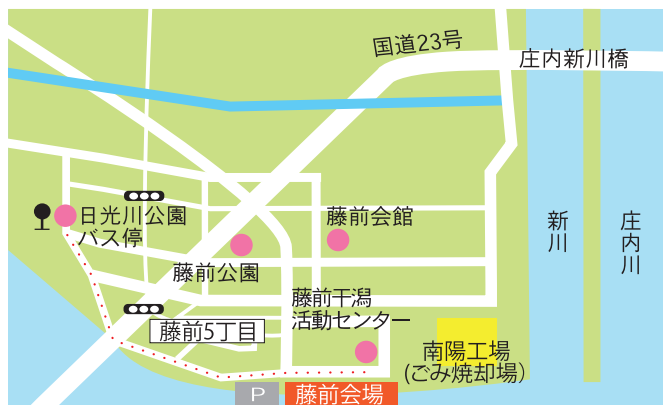 国道23号
庄内新川橋
日光川公園
バス停
藤前会館
新川
庄内川
藤前公園
藤前干潟
活動センター
藤前5丁目
南陽工場
(ごみ焼却場)
P
藤前会場